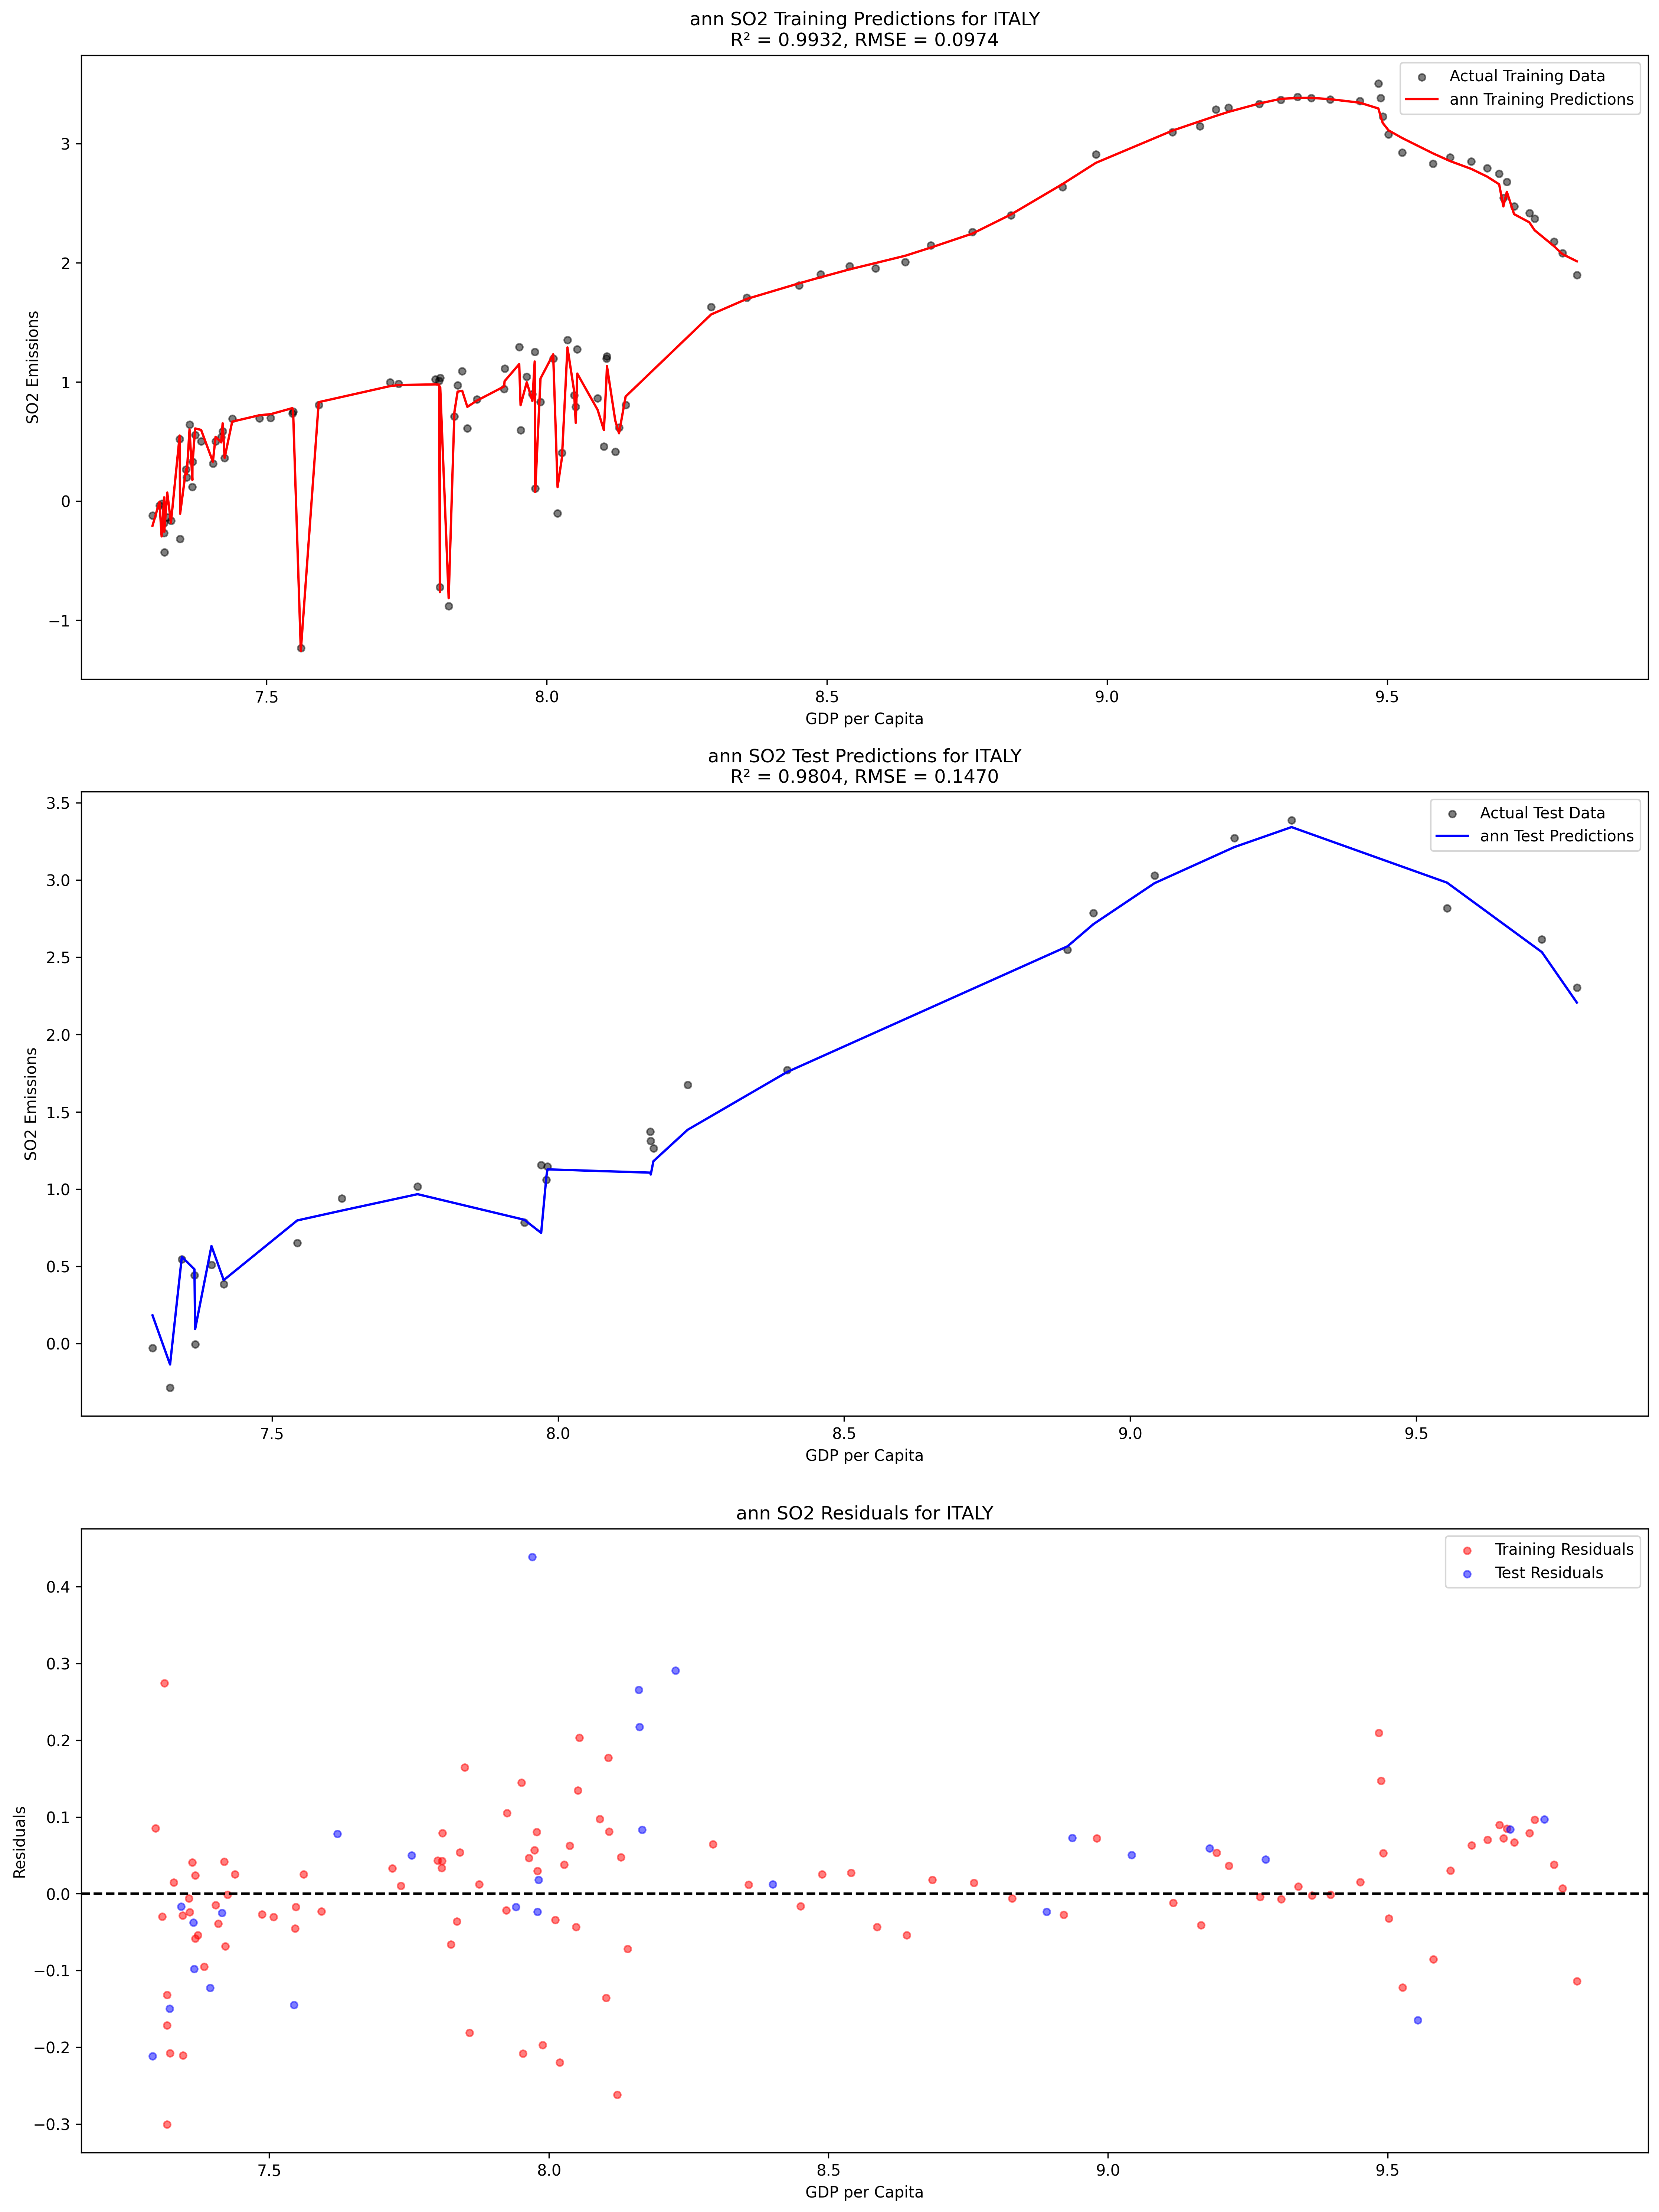 ann SO2 Training Predictions for ITALY
R² = 0.9932, RMSE = 0.0974
Actual Training Data
ann Training Predictions
3
2
1
0
−1
SO2 Emissions
7.5 8.0 8.5 9.0 9.5
GDP per Capita
ann SO2 Test Predictions for ITALY
R² = 0.9804, RMSE = 0.1470
Actual Test Data
ann Test Predictions
3.5
3.0
2.5
2.0
1.5
1.0
0.5
0.0
SO2 Emissions
7.5 8.0 8.5 9.0 9.5
GDP per Capita
ann SO2 Residuals for ITALY
Training Residuals
Test Residuals
0.4
0.3
0.2
0.1
0.0
−0.1
−0.2
−0.3
Residuals
7.5 8.0 8.5 9.0 9.5
GDP per Capita